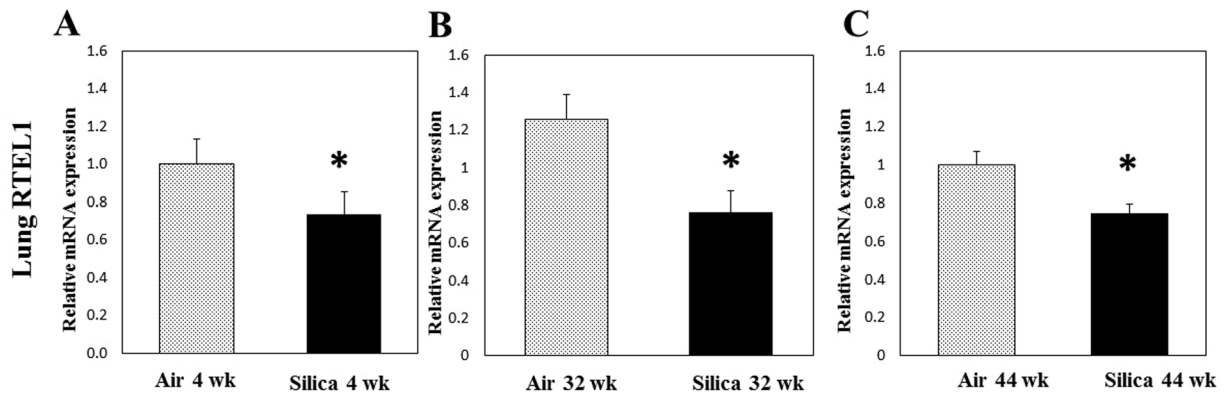 A
B
C
Lung RTEL1
Relative mRNA expression
1.6
1.4
1.2
1.0
0.8
0.6
0.4
0.2
0.0
*
Air 4 wk
Silica 4 wk
Relative mRNA expression
1.6
1.4
1.2
1
0.8
0.6
0.4
0.2
0
*
Air 32 wk
Silica 32 wk
Relative mRNA expression
1.6
1.4
1.2
1
0.8
0.6
0.4
0.2
0
*
Air 44 wk
Silica 44 wk